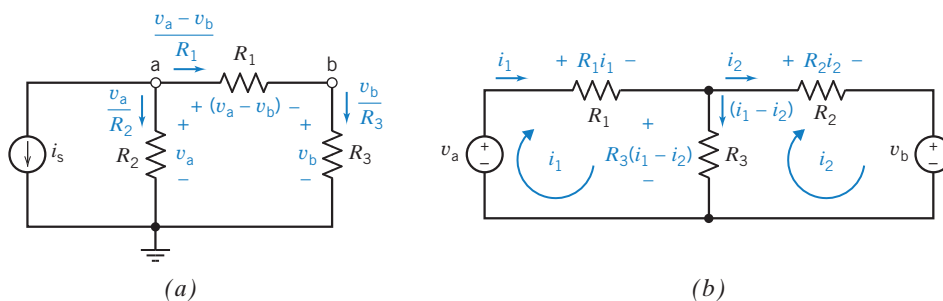 v_a − v_b
R_1
a
R_1
b
v_a
R_2
+ (v_a − v_b) −
v_b
R_3
i_s
R_2
+
v_a
−
+
v_b
−
R_3
(a)
i_1
+ R_1i_1 −
i_2
+ R_2i_2 −
R_1
(i_1 − i_2)
R_2
v_a
+
−
i_1
+
R_3(i_1 − i_2)
−
R_3
i_2
v_b
+
−
(b)